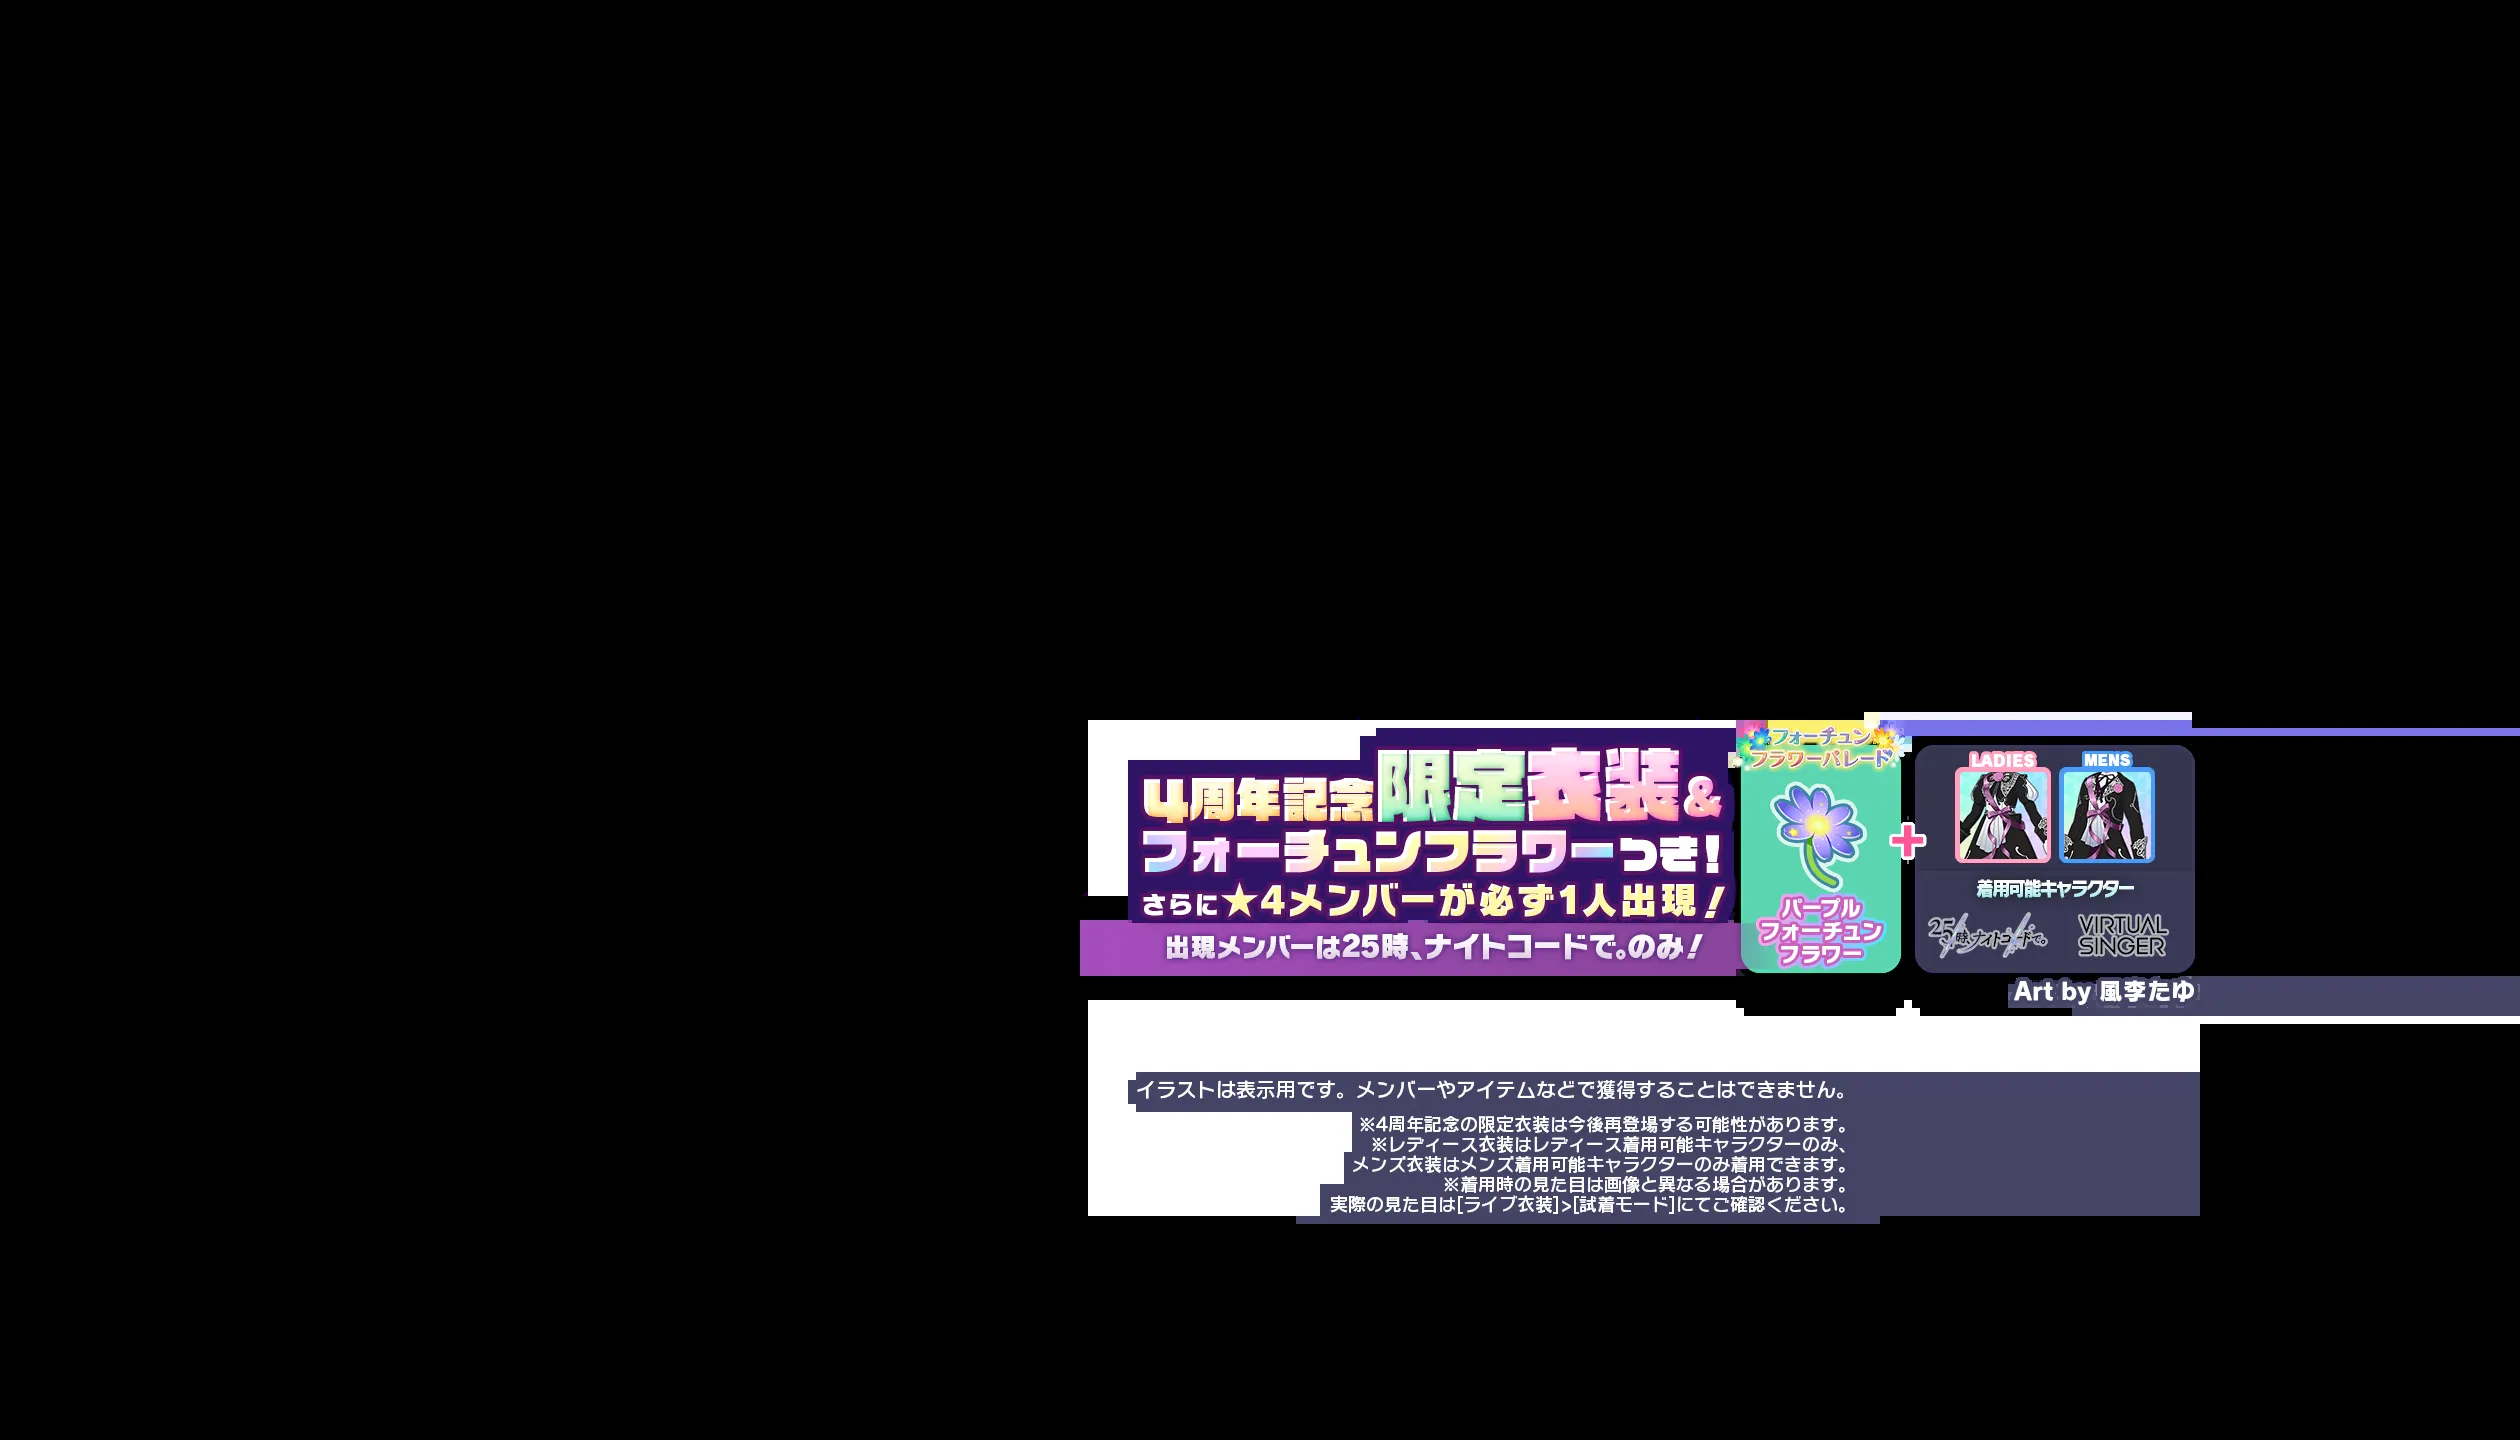 4周年記念限定衣装&
フォーチュンフラワーつき!
さらに★4メンバーが必ず1人出現!
出現メンバーは25時、ナイトコードで。のみ!
フォーチュン
フラワーパレード
パープル
フォーチュン
フラワー
+
LADIES MENS
着用可能キャラクター
25時、ナイトコードで。 VIRTUAL SINGER
Art by 風李たゆ
イラストは表示用です。メンバーやアイテムなどで獲得することはできません。
※4周年記念の限定衣装は今後再登場する可能性があります。
※レディース衣装はレディース着用可能キャラクターのみ、
メンズ衣装はメンズ着用可能キャラクターのみ着用できます。
※着用時の見た目は画像と異なる場合があります。
実際の見た目は[ライブ衣装]>[試着モード]にてご確認ください。